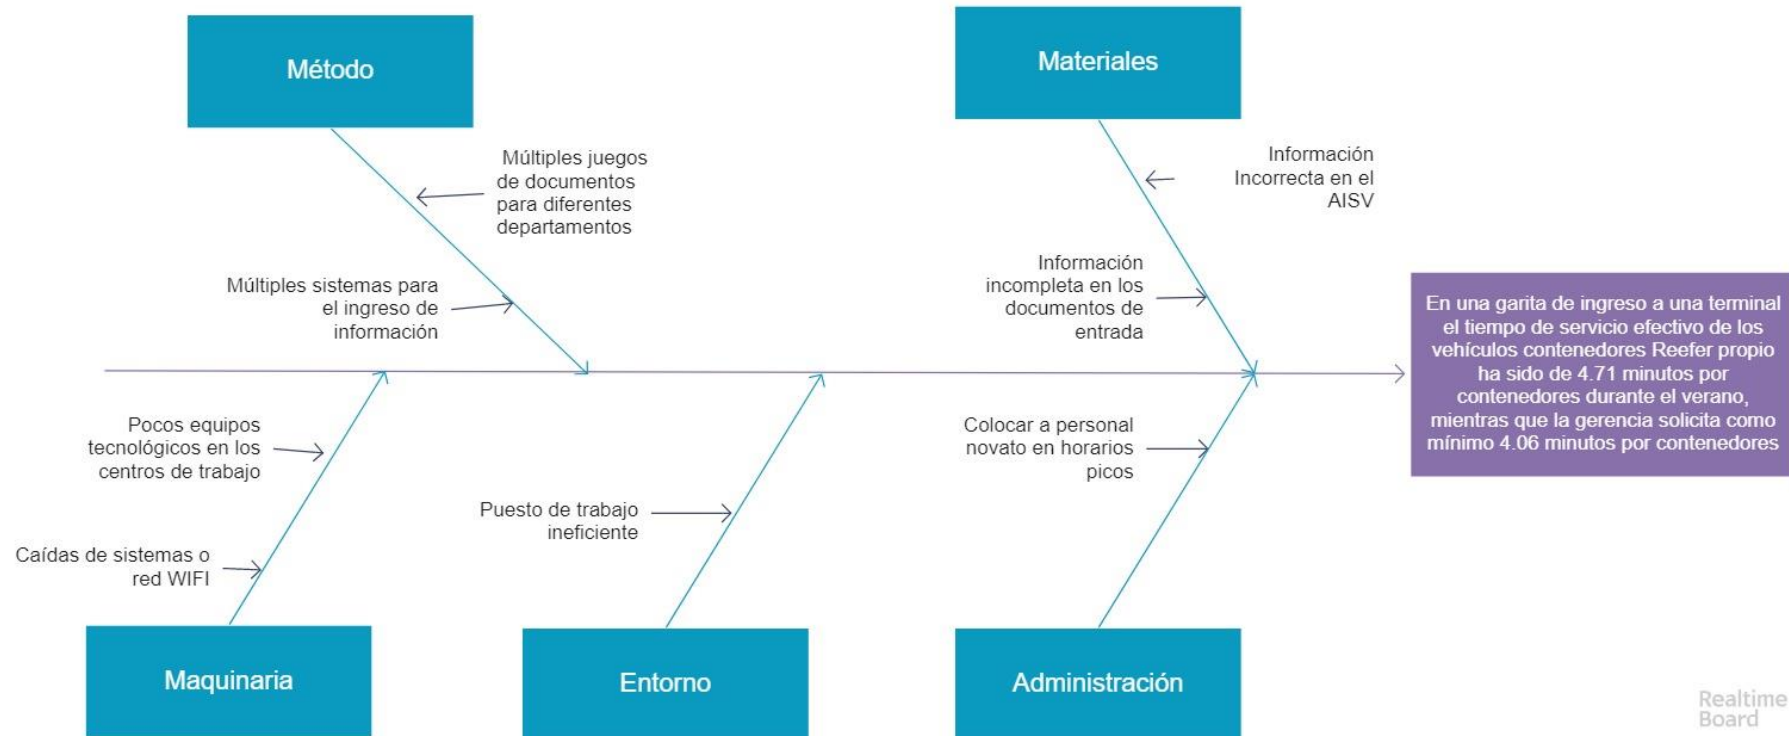 Método
Materiales
Múltiples juegos
de documentos
para diferentes
departamentos
Información
Incorrecta en el
AISV
Múltiples sistemas para
el ingreso de
información
Información
incompleta en los
documentos de
entrada
En una garita de ingreso a una terminal
el tiempo de servicio efectivo de los
vehículos contenedores Reefer propio
ha sido de 4.71 minutos por
contenedores durante el verano,
mientras que la gerencia solicita como
mínimo 4.06 minutos por contenedores
Pocos equipos
tecnológicos en los
centros de trabajo
Caídas de sistemas o
red WIFI
Puesto de trabajo
ineficiente
Colocar a personal
novato en horarios
picos
Maquinaria
Entorno
Administración
Realtime
Board